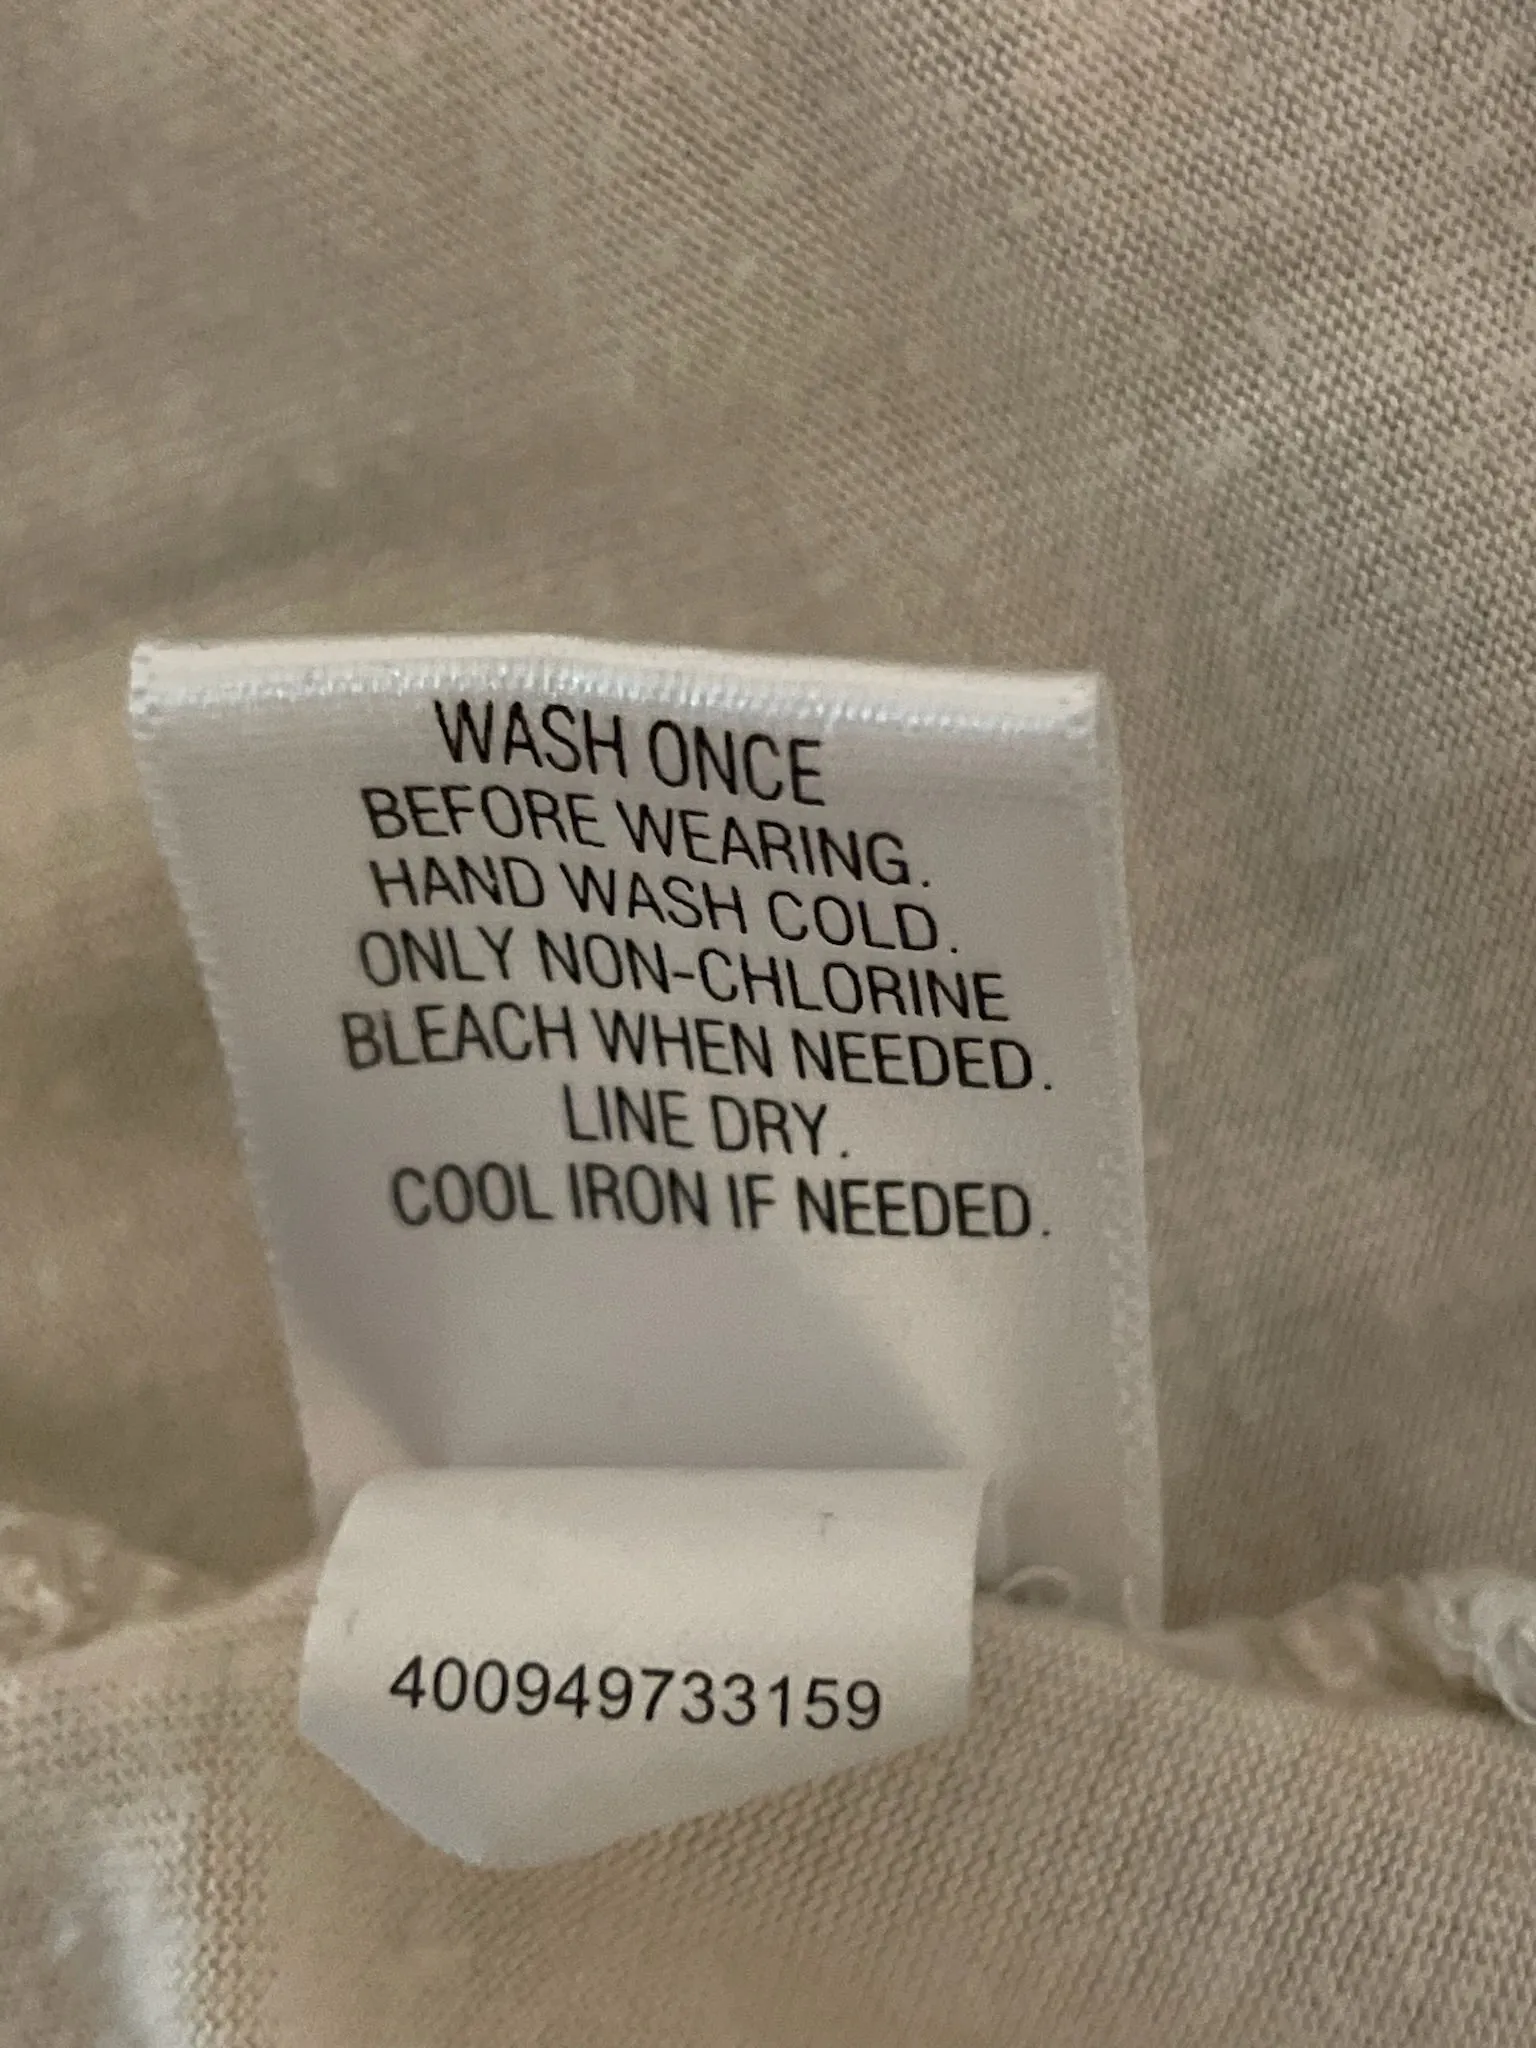 WASH ONCE
BEFORE WEARING.
HAND WASH COLD.
ONLY NON-CHLORINE
BLEACH WHEN NEEDED.
LINE DRY.
COOL IRON IF NEEDED.
400949733159